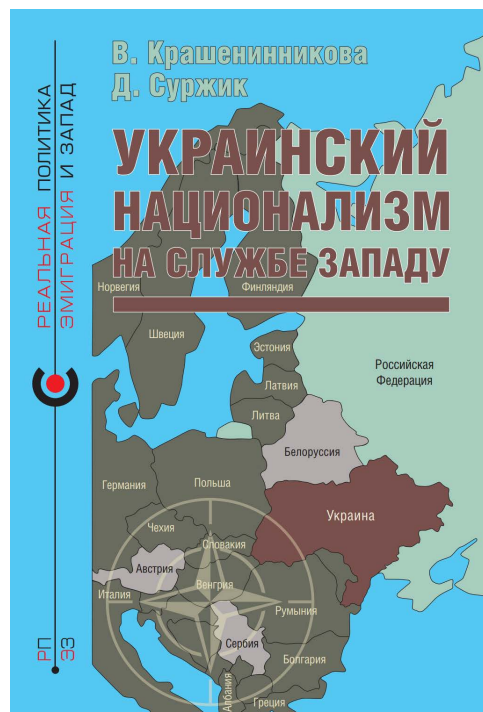 В. Крашенинникова
Д. Суржик
УКРАИНСКИЙ
НАЦИОНАЛИЗМ
НА СЛУЖБЕ ЗАПАДУ
РЕАЛЬНАЯ ПОЛИТИКА
ЭМИГРАЦИЯ И ЗАПАД
Норвегия
Финляндия
Швеция
Эстония
Российская
Федерация
Латвия
Литва
Белоруссия
Германия
Польша
Украина
Чехия
Словакия
Австрия
Венгрия
Италия
Румыния
Сербия
Болгария
Албания
Греция
РП
ЭЗ